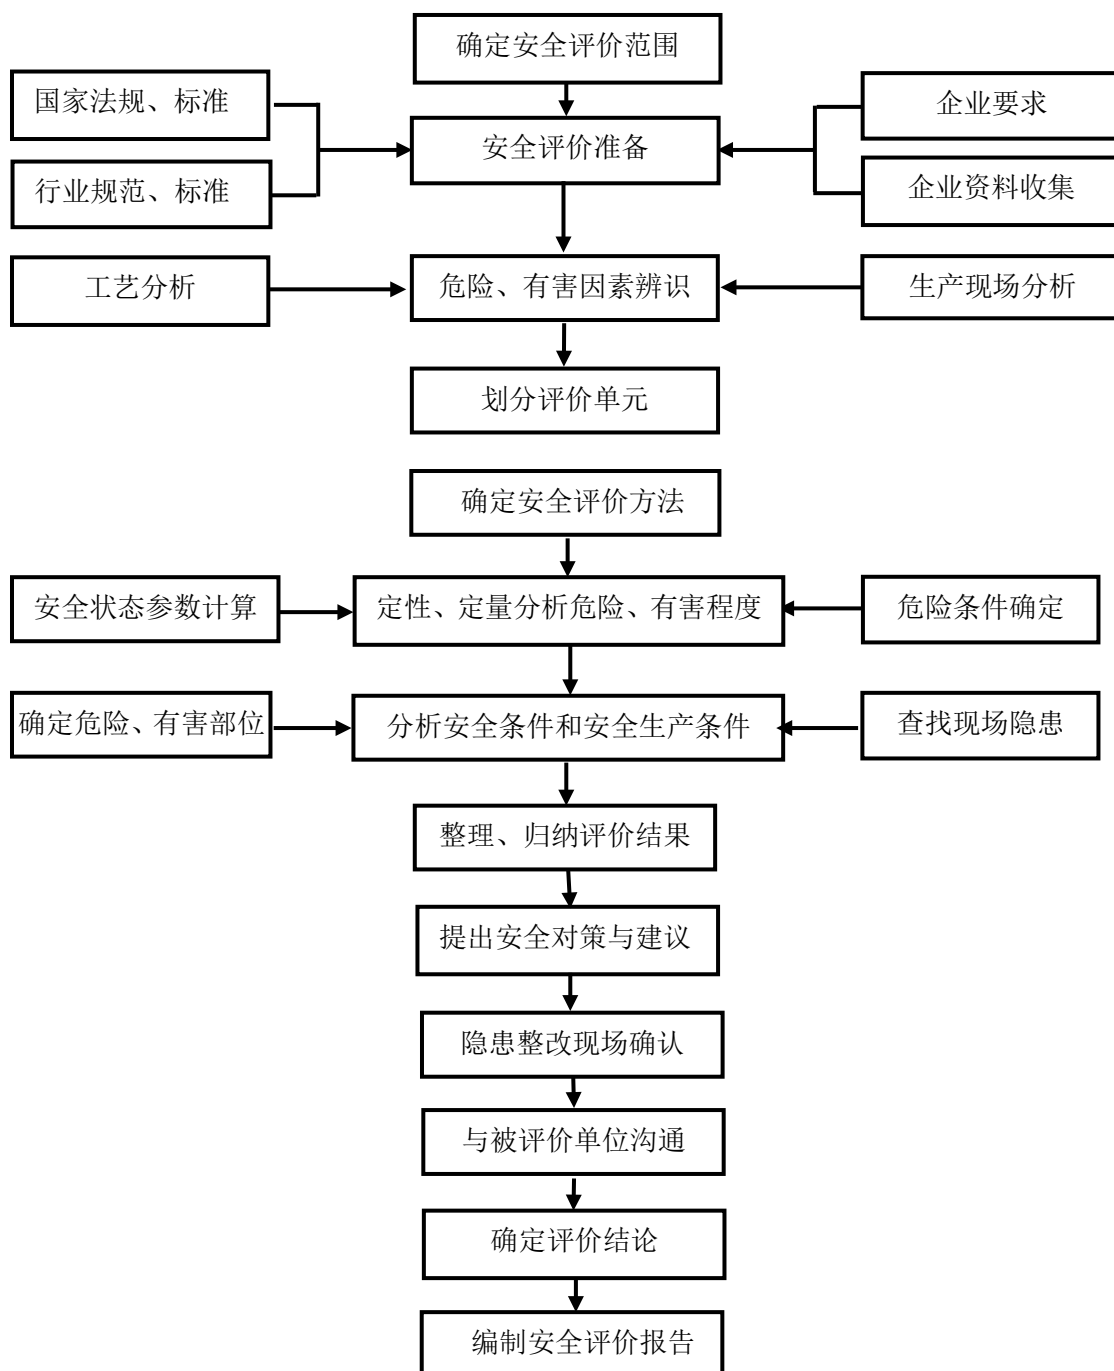 确定安全评价范围
国家法规、标准
企业要求
安全评价准备
行业规范、标准
企业资料收集
工艺分析
危险、有害因素辨识
生产现场分析
划分评价单元
确定安全评价方法
安全状态参数计算
定性、定量分析危险、有害程度
危险条件确定
确定危险、有害部位
分析安全条件和安全生产条件
查找现场隐患
整理、归纳评价结果
提出安全对策与建议
隐患整改现场确认
与被评价单位沟通
确定评价结论
编制安全评价报告